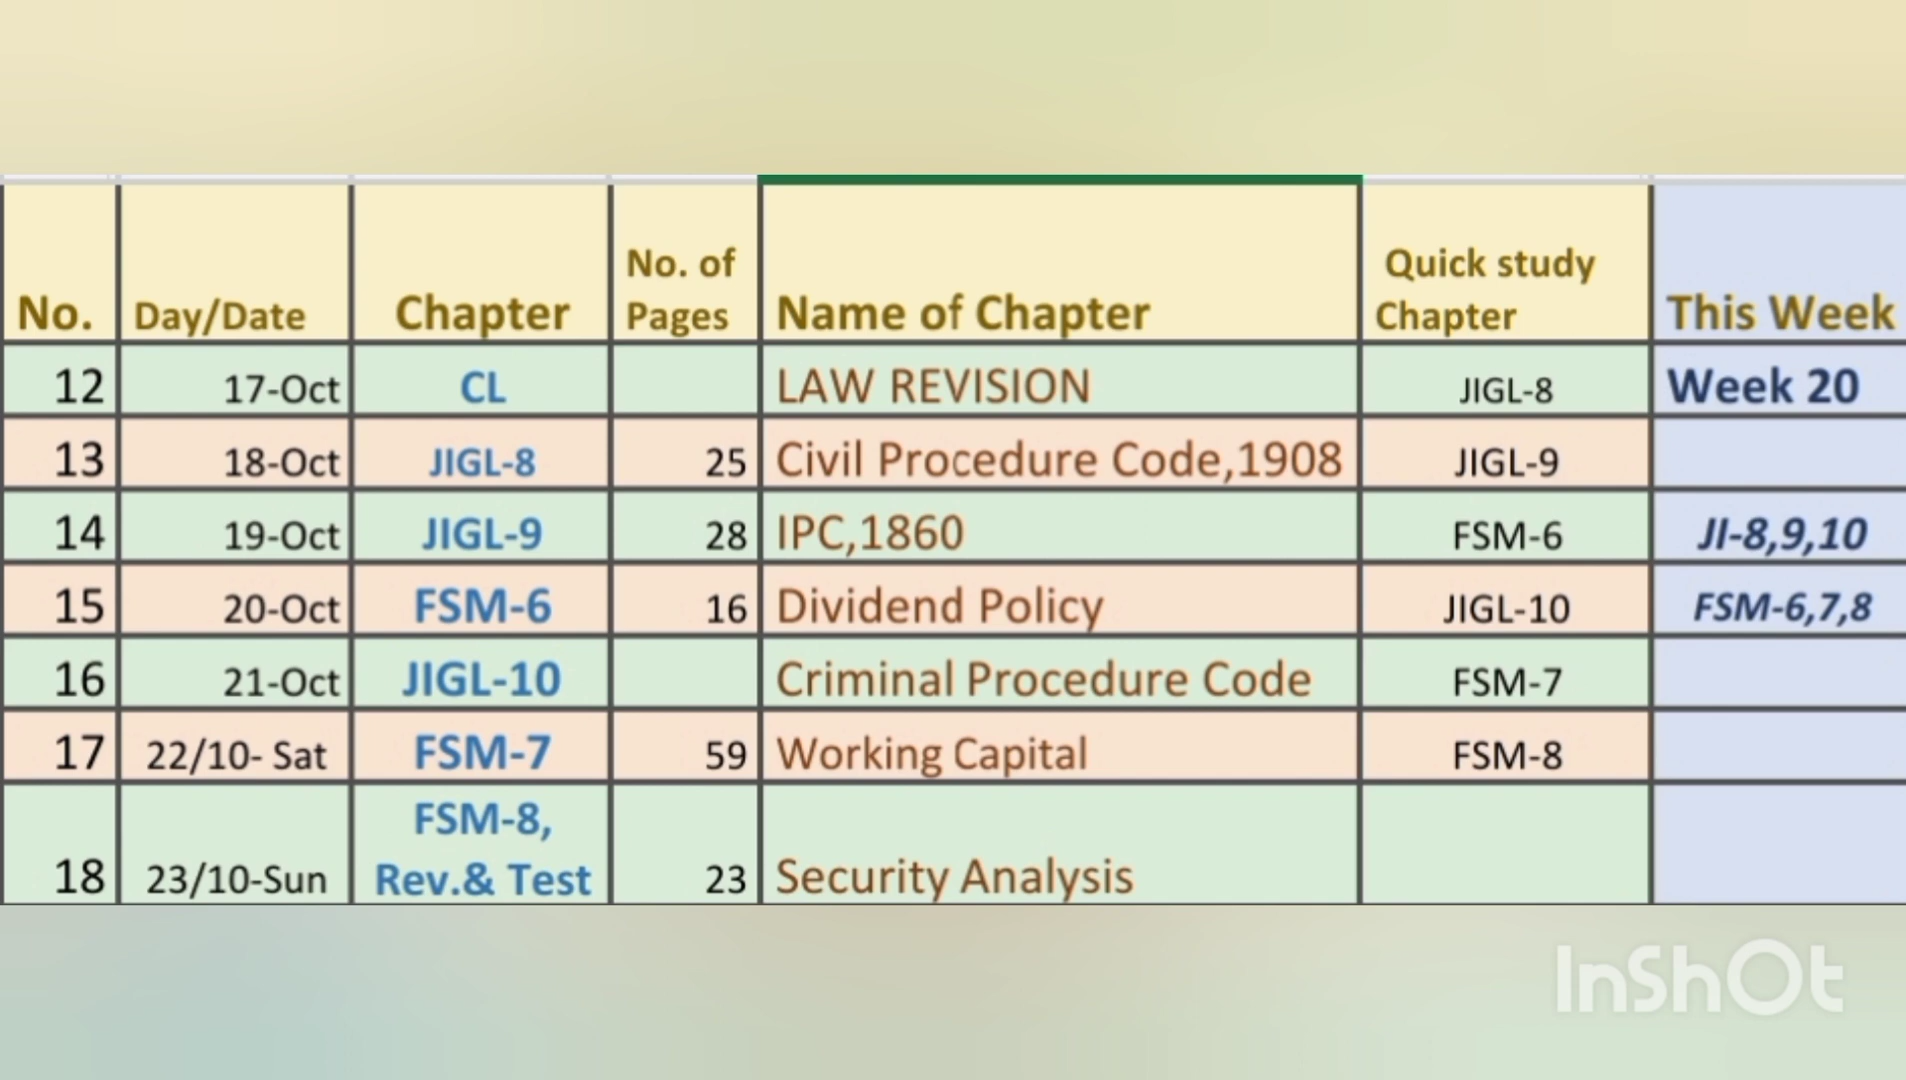 No. Day/Date Chapter No. of Pages Name of Chapter Quick study Chapter This Week
12 17-Oct CL LAW REVISION JIGL-8 Week 20
13 18-Oct JIGL-8 25 Civil Procedure Code,1908 JIGL-9
14 19-Oct JIGL-9 28 IPC,1860 FSM-6 JI-8,9,10
15 20-Oct FSM-6 16 Dividend Policy JIGL-10 FSM-6,7,8
16 21-Oct JIGL-10 Criminal Procedure Code FSM-7
17 22/10- Sat FSM-7 59 Working Capital FSM-8
18 23/10-Sun FSM-8, Rev.& Test 23 Security Analysis
InShOt